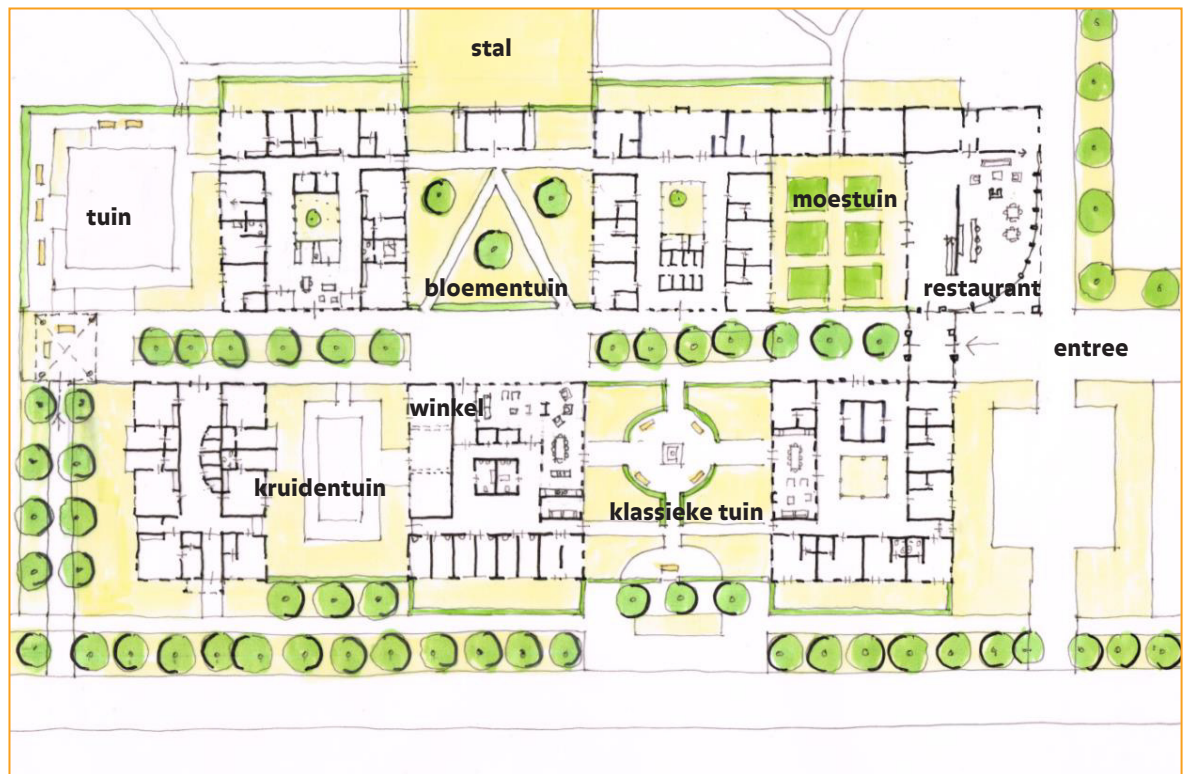 stal
tuin
moestuin
bloementuin
restaurant
entree
winkel
kruidentuin
klassieke tuin